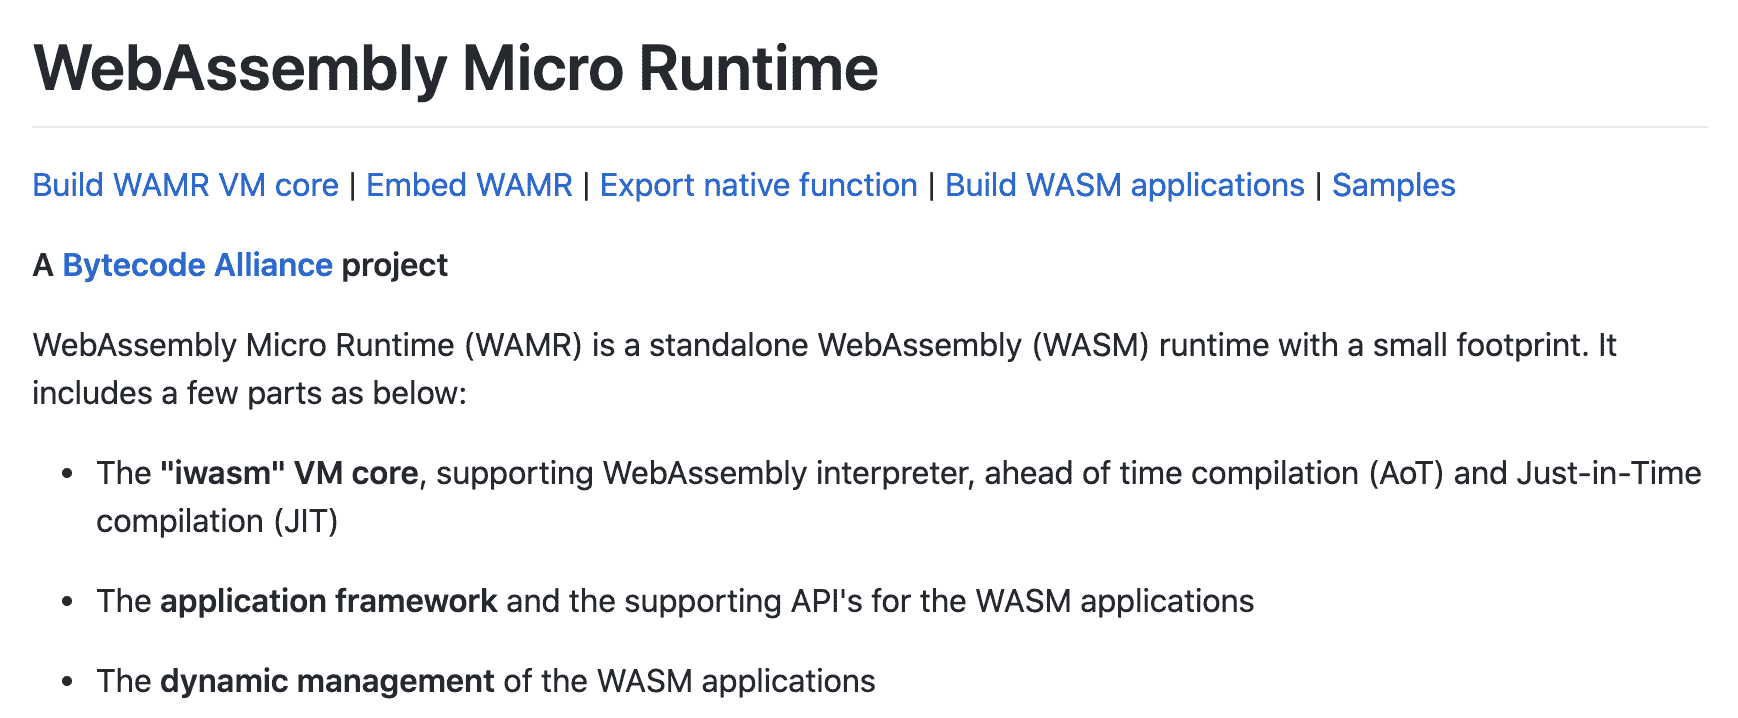 WebAssembly Micro Runtime
Build WAMR VM core | Embed WAMR | Export native function | Build WASM applications | Samples
A Bytecode Alliance project
WebAssembly Micro Runtime (WAMR) is a standalone WebAssembly (WASM) runtime with a small footprint. It
includes a few parts as below:
• The "iwasm" VM core, supporting WebAssembly interpreter, ahead of time compilation (AoT) and Just-in-Time
compilation (JIT)
• The application framework and the supporting API's for the WASM applications
• The dynamic management of the WASM applications